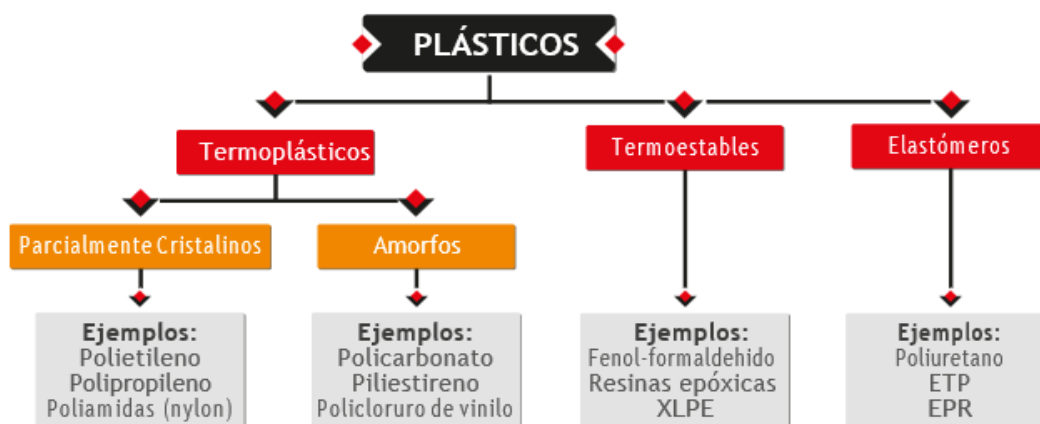 PLÁSTICOS
Termoplásticos
Termoestables
Elastómeros
Parcialmente Cristalinos
Amorfos
Ejemplos:
Polietileno
Polipropileno
Poliamidas (nylon)
Ejemplos:
Policarbonato
Piliestireno
Policloruro de vinilo
Ejemplos:
Fenol-formaldehido
Resinas epóxicas
XLPE
Ejemplos:
Poliuretano
ETP
EPR